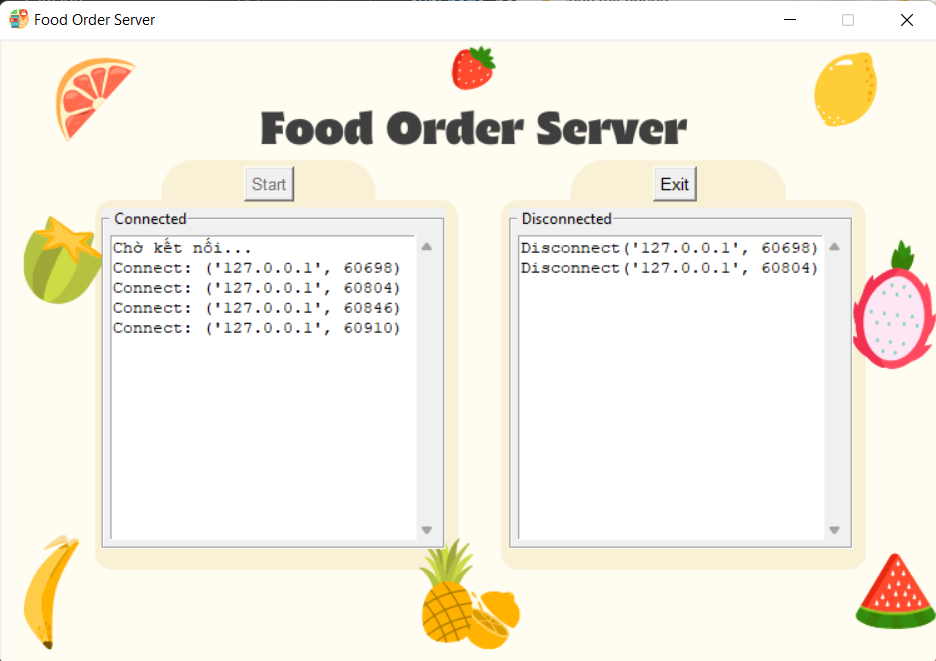 Food Order Server
Food Order Server
Start
Exit
Connected
Chờ kết nối...
Connect: ('127.0.0.1', 60698)
Connect: ('127.0.0.1', 60804)
Connect: ('127.0.0.1', 60846)
Connect: ('127.0.0.1', 60910)
Disconnected
Disconnect('127.0.0.1', 60698)
Disconnect('127.0.0.1', 60804)